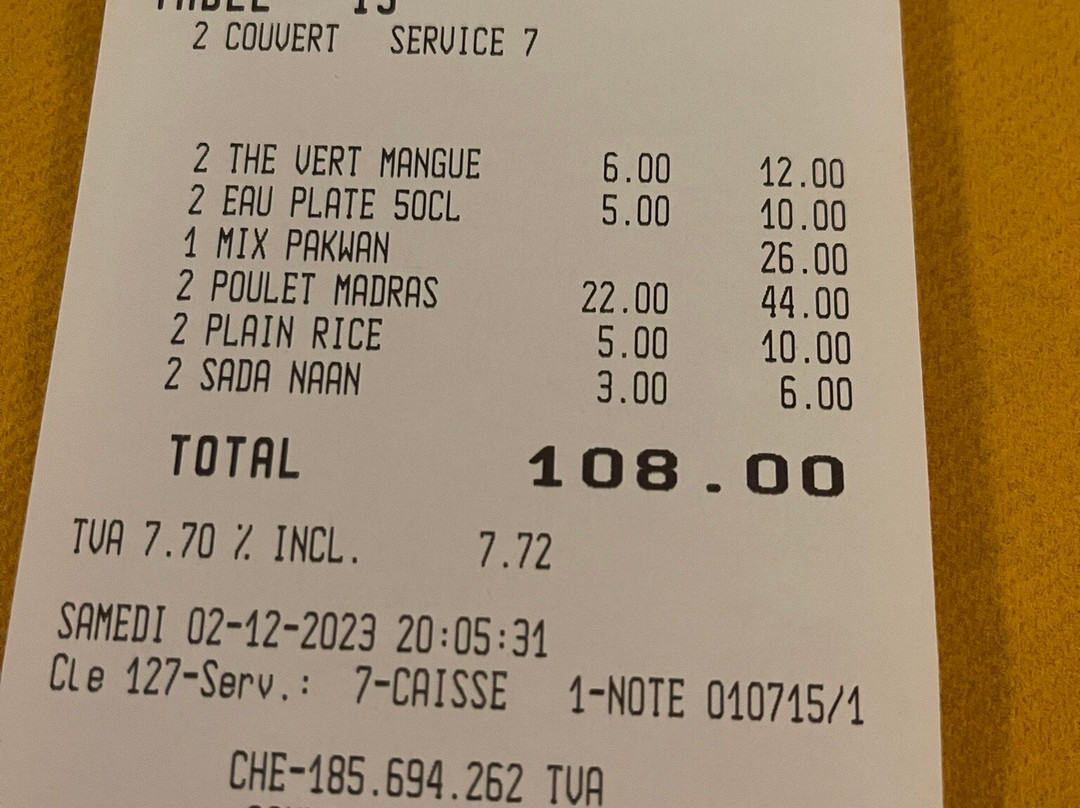 2 COUVERT SERVICE 7
2 THE VERT MANGUE 6.00 12.00
2 EAU PLATE 50CL 5.00 10.00
1 MIX PAKWAN 26.00
2 POULET MADRAS 22.00 44.00
2 PLAIN RICE 5.00 10.00
2 SADA NAAN 3.00 6.00
TOTAL 108.00
TVA 7.70 % INCL. 7.72
SAMEDI 02-12-2023 20:05:31
Cle 127-Serv.: 7-CAISSE 1-NOTE 010715/1
CHE-185.694.262 TVA